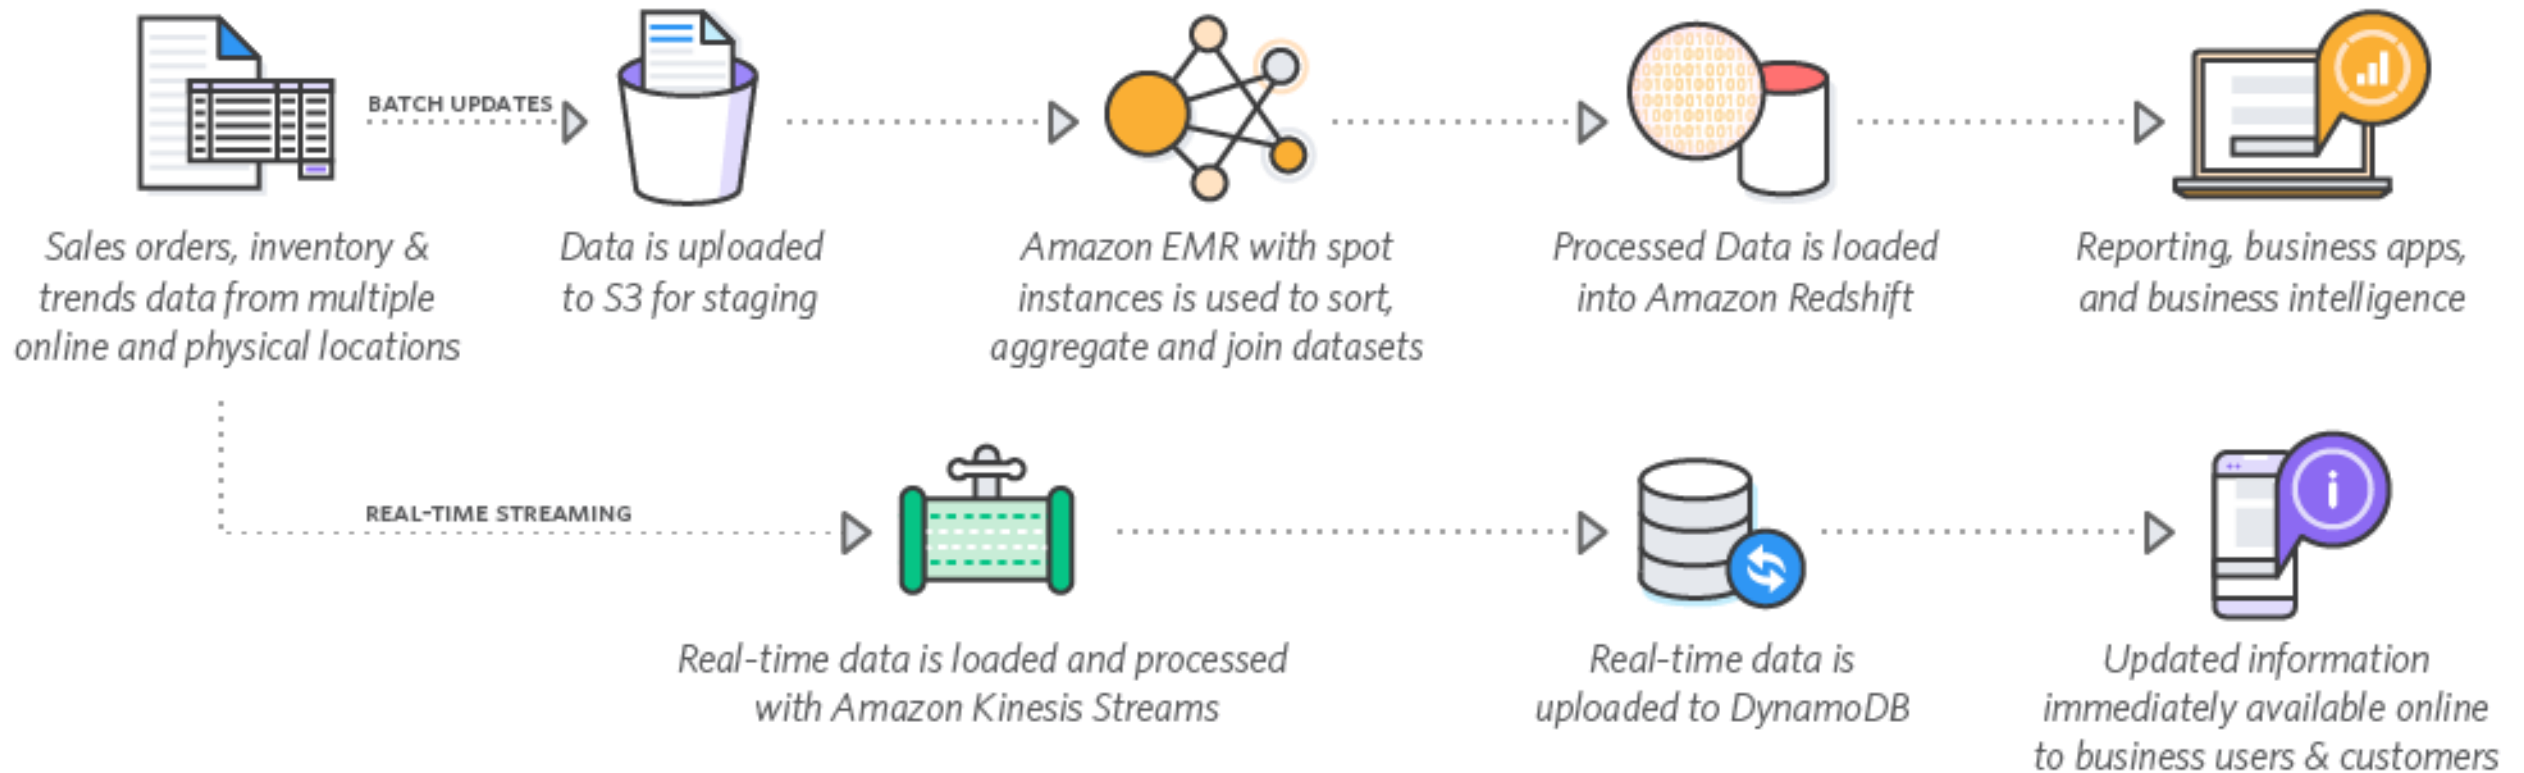 BATCH UPDATES
Sales orders, inventory &
trends data from multiple
online and physical locations
Data is uploaded
to S3 for staging
Amazon EMR with spot
instances is used to sort,
aggregate and join datasets
Processed Data is loaded
into Amazon Redshift
Reporting, business apps,
and business intelligence
REAL-TIME STREAMING
Real-time data is loaded and processed
with Amazon Kinesis Streams
Real-time data is
uploaded to DynamoDB
Updated information
immediately available online
to business users & customers